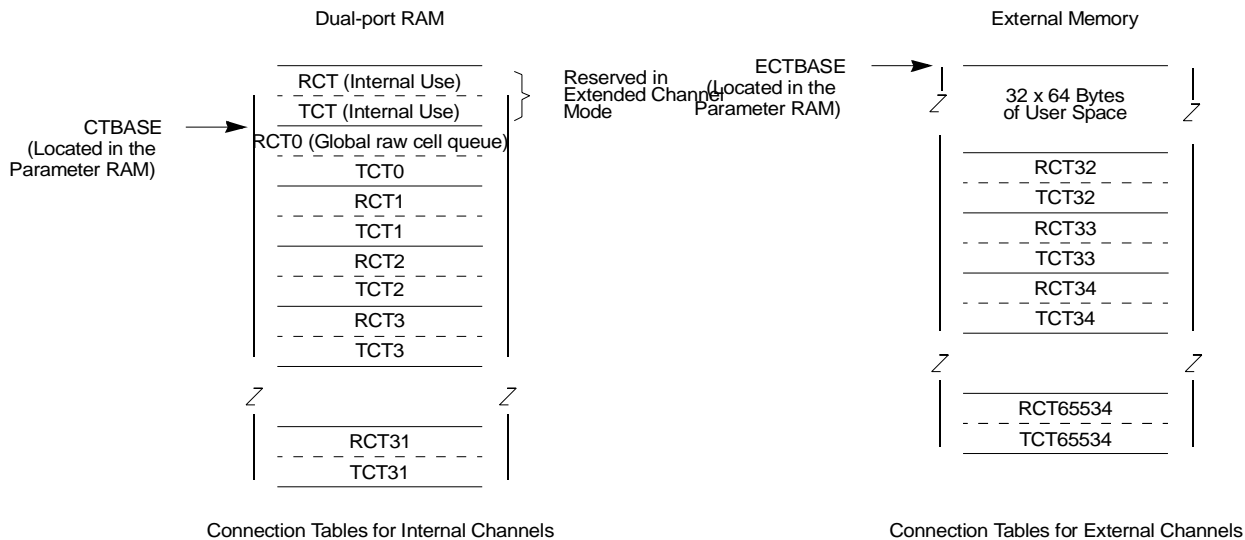 Dual-port RAM
RCT (Internal Use)
TCT (Internal Use)
Reserved in
Extended Channel
Mode
CTBASE
(Located in the
Parameter RAM)
RCT0 (Global raw cell queue)
TCT0
RCT1
TCT1
RCT2
TCT2
RCT3
TCT3
RCT31
TCT31
Connection Tables for Internal Channels
External Memory
ECTBASE
(Located in the
Parameter RAM)
32 x 64 Bytes
of User Space
RCT32
TCT32
RCT33
TCT33
RCT34
TCT34
RCT65534
TCT65534
Connection Tables for External Channels